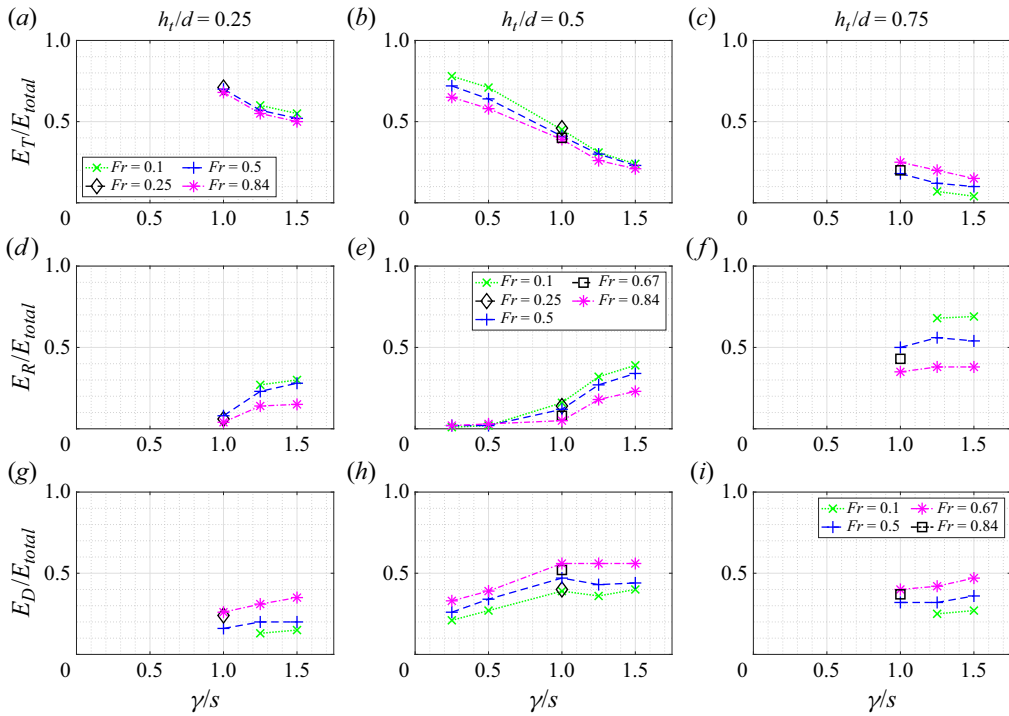 (a) h_t/d = 0.25 (b) h_t/d = 0.5 (c) h_t/d = 0.75
1.0 1.0 1.0
E_T/E_total 0.5 0.5 0.5
Fr = 0.1 Fr = 0.5
Fr = 0.25 Fr = 0.84
0 0.5 1.0 1.5 0 0.5 1.0 1.5 0 0.5 1.0 1.5
(d) (e) (f)
1.0 1.0 1.0
Fr = 0.1 Fr = 0.67
Fr = 0.25 Fr = 0.84
Fr = 0.5
E_R/E_total 0.5 0.5 0.5
0 0.5 1.0 1.5 0 0.5 1.0 1.5 0 0.5 1.0 1.5
(g) (h) (i)
1.0 1.0 1.0
Fr = 0.1 Fr = 0.67
Fr = 0.5 Fr = 0.84
E_D/E_total 0.5 0.5 0.5
0 0.5 1.0 1.5 0 0.5 1.0 1.5 0 0.5 1.0 1.5
γ/s γ/s γ/s